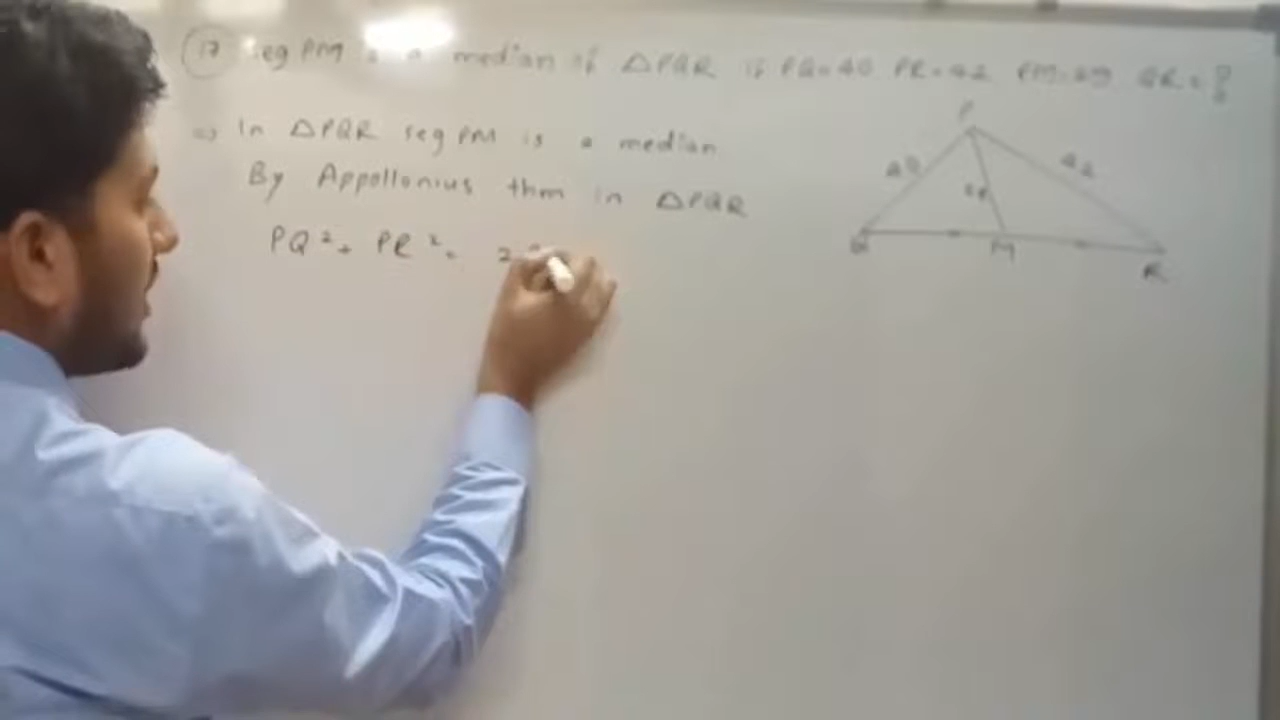 17 seg PM is a median of △PQR if PQ=40 PR=42 PM=29 QR=?
=> In △PQR seg PM is a median
By Appollonius thm in △PQR
PQ²+ PR² = 2
P
40
42
Q
M
R